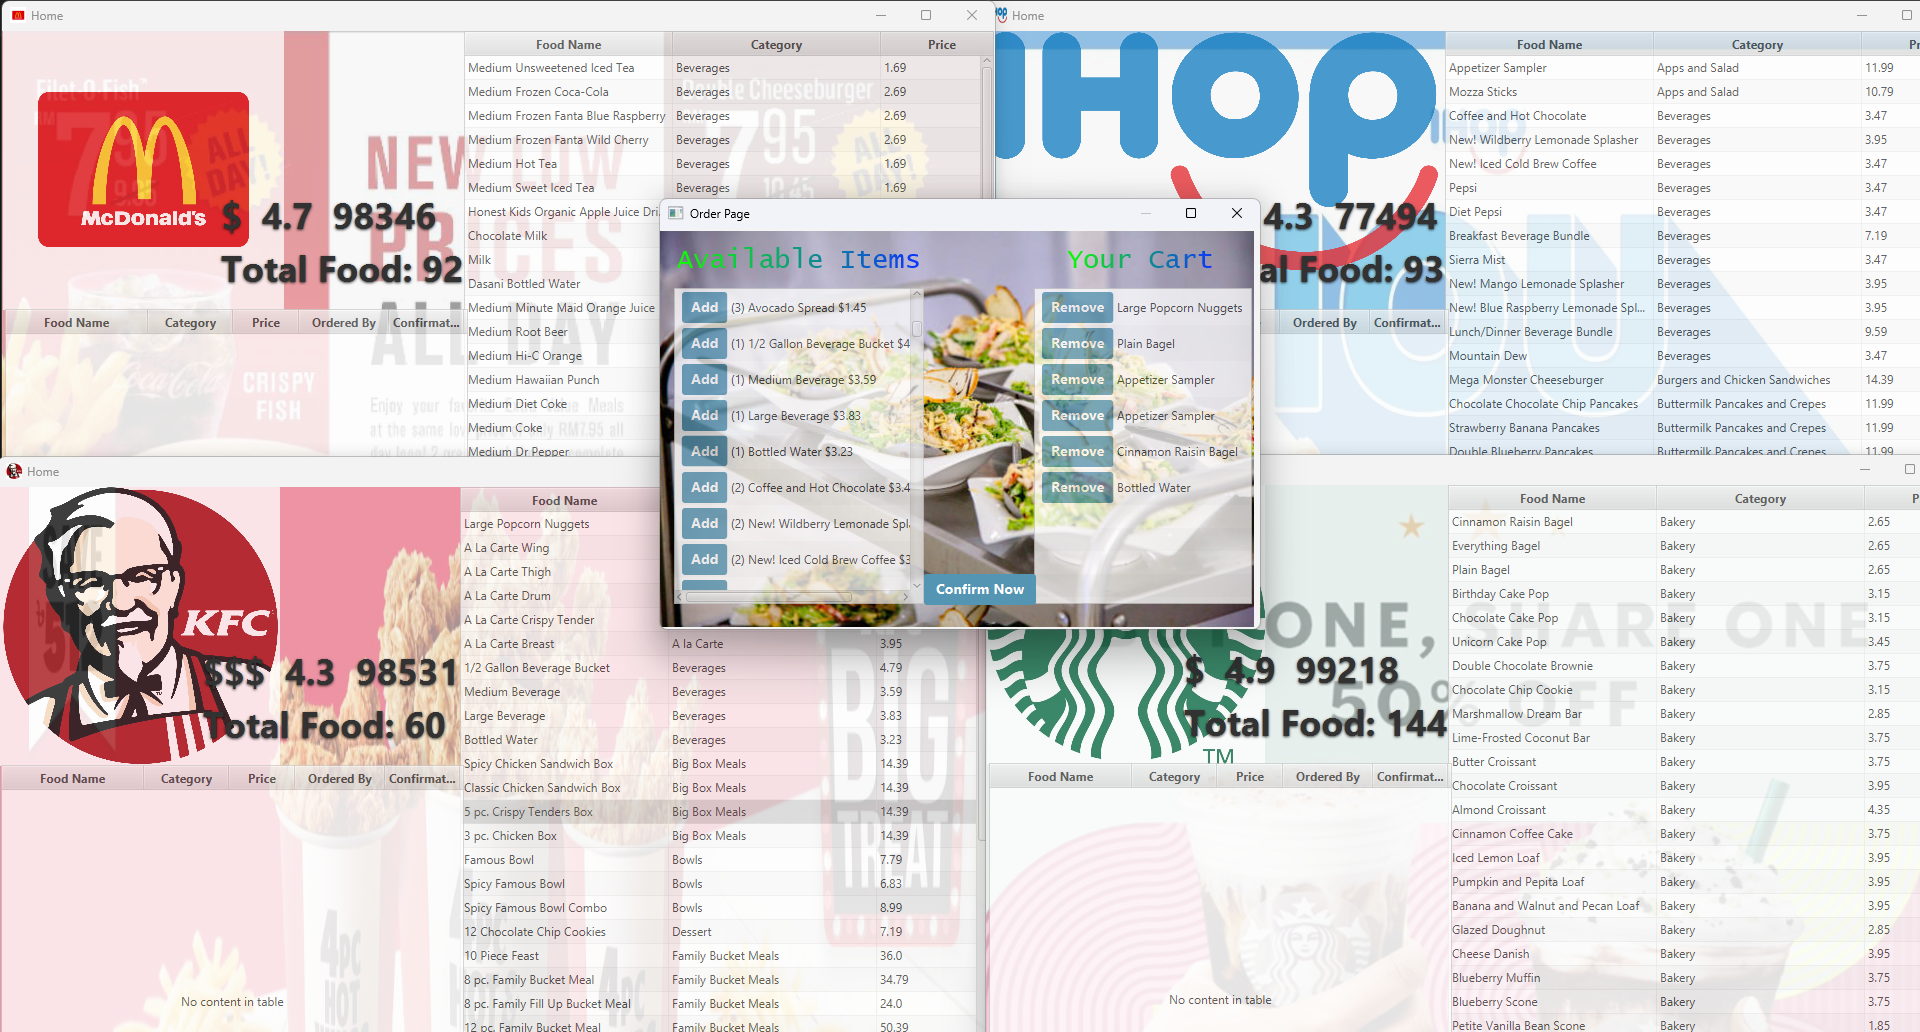 Home
Filet-O-Fish™
795
ALL DAY!
McDonald's
$ 4.7 98346
Total Food: 92
NEW LOW
PRICES
ALL DAY
CRISPY
FISH
Coca-Cola
Double Cheeseburger
795
10.45
ALL DAY!
Food Name Category Price Ordered By Confirmat...
Food Name Category Price
Medium Unsweetened Iced Tea Beverages 1.69
Medium Frozen Coca-Cola Beverages 2.69
Medium Frozen Fanta Blue Raspberry Beverages 2.69
Medium Frozen Fanta Wild Cherry Beverages 2.69
Medium Hot Tea Beverages 1.69
Medium Sweet Iced Tea Beverages 1.69
Honest Kids Organic Apple Juice Dri
Chocolate Milk
Milk
Dasani Bottled Water
Medium Minute Maid Orange Juice
Medium Root Beer
Medium Hi-C Orange
Medium Hawaiian Punch
Medium Diet Coke
Medium Coke
Medium Dr Pepper
Home
IHOP
4.3 77494
al Food: 93
Ordered By Confirmat...
Food Name Category Pr
Appetizer Sampler Apps and Salad 11.99
Mozza Sticks Apps and Salad 10.79
Coffee and Hot Chocolate Beverages 3.47
New! Wildberry Lemonade Splasher Beverages 3.95
New! Iced Cold Brew Coffee Beverages 3.47
Pepsi Beverages 3.47
Diet Pepsi Beverages 3.47
Breakfast Beverage Bundle Beverages 7.19
Sierra Mist Beverages 3.47
New! Mango Lemonade Splasher Beverages 3.95
New! Blue Raspberry Lemonade Spl... Beverages 3.95
Lunch/Dinner Beverage Bundle Beverages 9.59
Mountain Dew Beverages 3.47
Mega Monster Cheeseburger Burgers and Chicken Sandwiches 14.39
Chocolate Chocolate Chip Pancakes Buttermilk Pancakes and Crepes 11.99
Strawberry Banana Pancakes Buttermilk Pancakes and Crepes 11.99
Double Blueberry Pancakes Buttermilk Pancakes and Crepes 11.99
Order Page
Available Items
Your Cart
Add (3) Avocado Spread $1.45
Add (1) 1/2 Gallon Beverage Bucket $4
Add (1) Medium Beverage $3.59
Add (1) Large Beverage $3.83
Add (1) Bottled Water $3.23
Add (2) Coffee and Hot Chocolate $3.4
Add (2) New! Wildberry Lemonade Spl
Add (2) New! Iced Cold Brew Coffee $3
Remove Large Popcorn Nuggets
Remove Plain Bagel
Remove Appetizer Sampler
Remove Appetizer Sampler
Remove Cinnamon Raisin Bagel
Remove Bottled Water
Confirm Now
Home
KFC
$$$ 4.3 98531
Total Food: 60
Food Name Category Price Ordered By Confirmat...
No content in table
Food Name
Large Popcorn Nuggets
A La Carte Wing
A La Carte Thigh
A La Carte Drum
A La Carte Crispy Tender
A La Carte Breast A la Carte 3.95
1/2 Gallon Beverage Bucket Beverages 4.79
Medium Beverage Beverages 3.59
Large Beverage Beverages 3.83
Bottled Water Beverages 3.23
Spicy Chicken Sandwich Box Big Box Meals 14.39
Classic Chicken Sandwich Box Big Box Meals 14.39
5 pc. Crispy Tenders Box Big Box Meals 14.39
3 pc. Chicken Box Big Box Meals 14.39
Famous Bowl Bowls 7.79
Spicy Famous Bowl Bowls 6.83
Spicy Famous Bowl Combo Bowls 8.99
12 Chocolate Chip Cookies Dessert 7.19
10 Piece Feast Family Bucket Meals 36.0
8 pc. Family Bucket Meal Family Bucket Meals 34.79
8 pc. Family Fill Up Bucket Meal Family Bucket Meals 24.0
12 pc. Family Bucket Meal Family Bucket Meals 50.39
BIG
TREAT
4PC
HOT
TM
$ 4.9 99218
Total Food: 144
ONE, SHARE ONE
50% OFF
Food Name Category Price Ordered By Confirmat...
No content in table
Food Name Category P
Cinnamon Raisin Bagel Bakery 2.65
Everything Bagel Bakery 2.65
Plain Bagel Bakery 2.65
Birthday Cake Pop Bakery 3.15
Chocolate Cake Pop Bakery 3.15
Unicorn Cake Pop Bakery 3.45
Double Chocolate Brownie Bakery 3.75
Chocolate Chip Cookie Bakery 3.15
Marshmallow Dream Bar Bakery 2.85
Lime-Frosted Coconut Bar Bakery 3.75
Butter Croissant Bakery 3.75
Chocolate Croissant Bakery 3.95
Almond Croissant Bakery 4.35
Cinnamon Coffee Cake Bakery 3.75
Iced Lemon Loaf Bakery 3.95
Pumpkin and Pepita Loaf Bakery 3.95
Banana and Walnut and Pecan Loaf Bakery 3.95
Glazed Doughnut Bakery 2.85
Cheese Danish Bakery 3.95
Blueberry Muffin Bakery 3.75
Blueberry Scone Bakery 3.75
Petite Vanilla Bean Scone Bakery 1.85